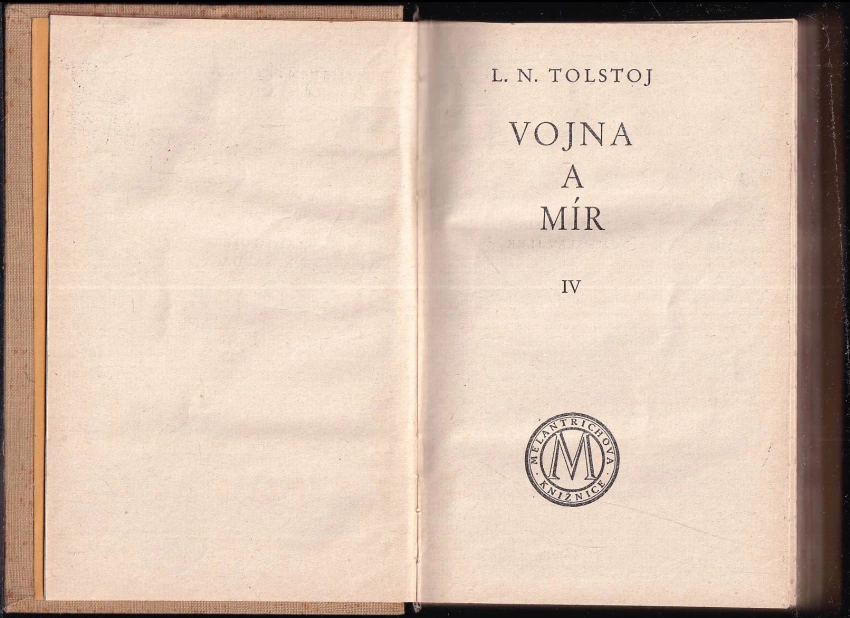 L. N. TOLSTOJ
VOJNA
A
MÍR
IV
MELANTRICHOVA
M
KNIŽNICE